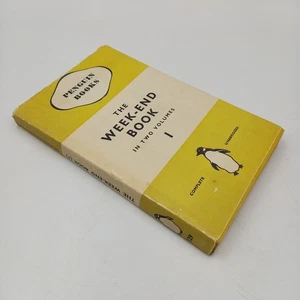 PENGUIN
BOOKS
THE
WEEK-END
BOOK
IN TWO VOLUMES
I
COMPLETE
UNABRIDGED
THE WEEK-END BOOK (I)